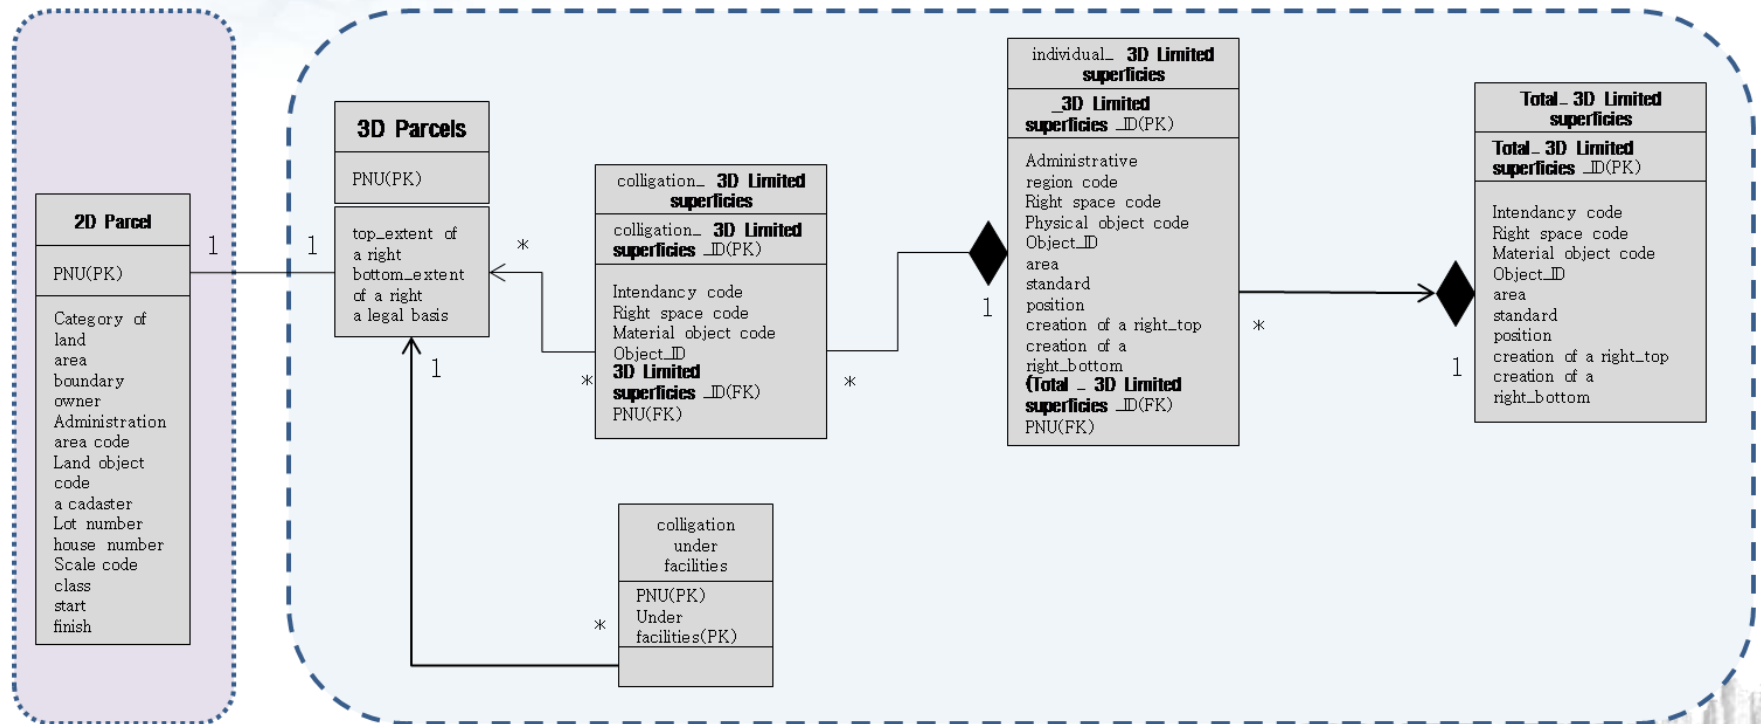 2D Parcel
PNU(PK)
Category of
land
area
boundary
owner
Administration
area code
Land object
code
a cadaster
Lot number
house number
Scale code
class
start
finish
1
1
3D Parcels
PNU(PK)
top_extent of
a right
bottom_extent
of a right
a legal basis
*
1
colligation_ 3D Limited
superficies
colligation_ 3D Limited
superficies _ID(PK)
Intendancy code
Right space code
Material object code
Object_ID
3D Limited
superficies _ID(FK)
PNU(FK)
*
*
colligation
under
facilities
PNU(PK)
Under
facilities(PK)
*
individual_ 3D Limited
superficies
_3D Limited
superficies _ID(PK)
Administrative
region code
Right space code
Physical object code
Object_ID
area
standard
position
creation of a right_top
creation of a
right_bottom
(Total _ 3D Limited
superficies _ID(FK)
PNU(FK)
1
*
Total_ 3D Limited
superficies
Total_ 3D Limited
superficies _ID(PK)
Intendancy code
Right space code
Material object code
Object_ID
area
standard
position
creation of a right_top
creation of a
right_bottom
1